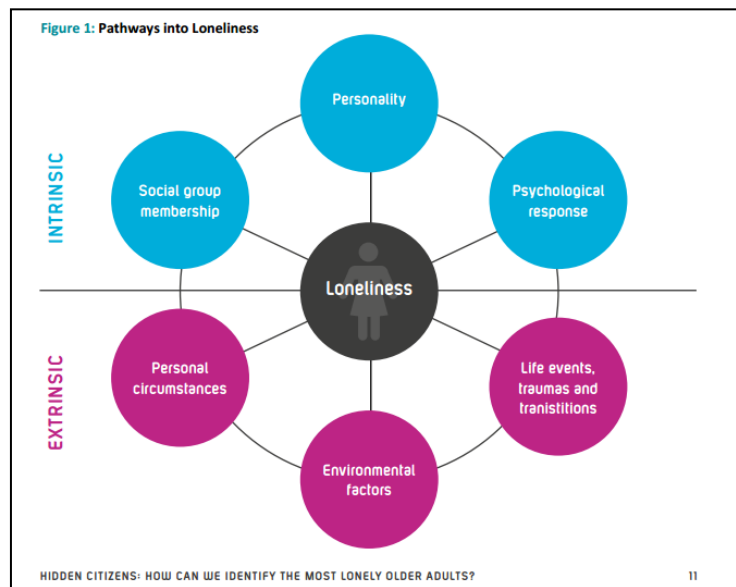 Figure 1: Pathways into Loneliness
INTRINSIC
Personality
Social group
membership
Psychological
response
Loneliness
EXTRINSIC
Personal
circumstances
Life events,
traumas and
tranistitions
Environmental
factors
HIDDEN CITIZENS: HOW CAN WE IDENTIFY THE MOST LONELY OLDER ADULTS?
11